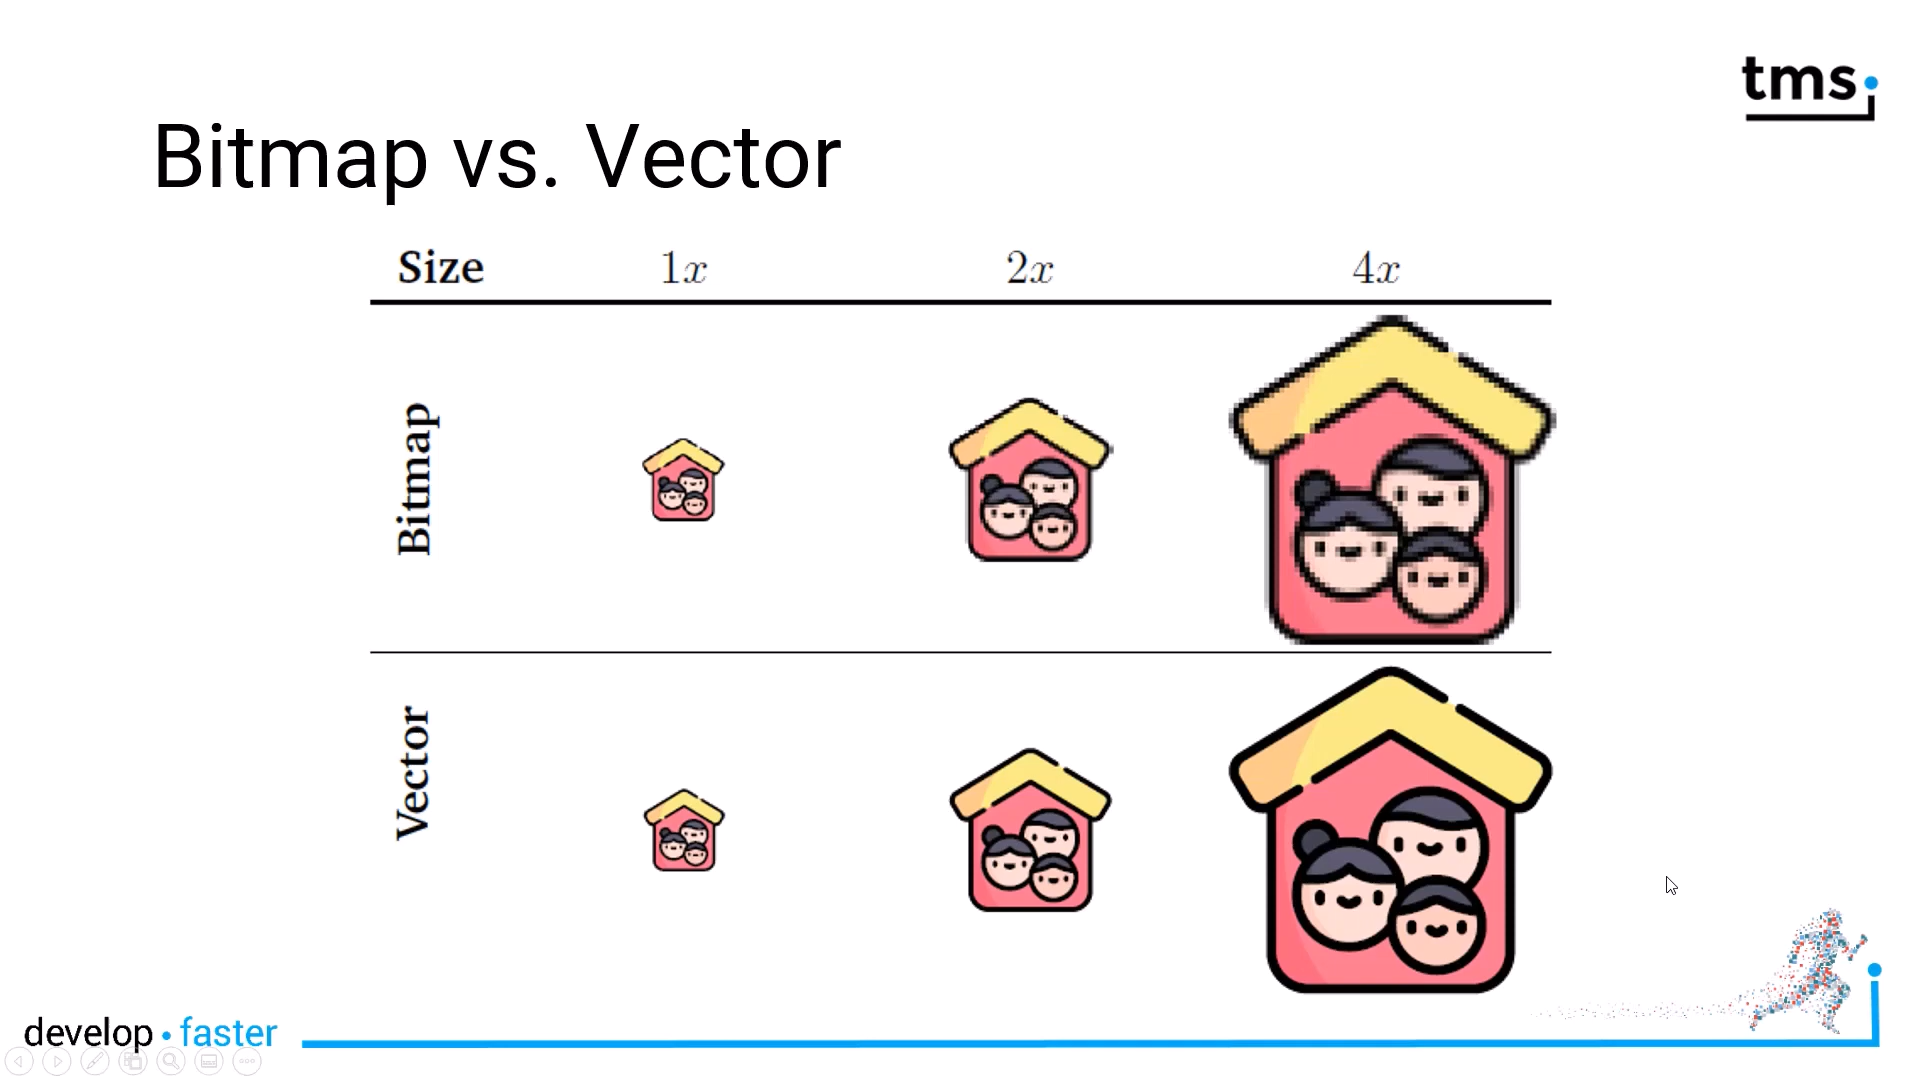 tms
Bitmap vs. Vector
Size 1x 2x 4x
Bitmap
Vector
develop • faster